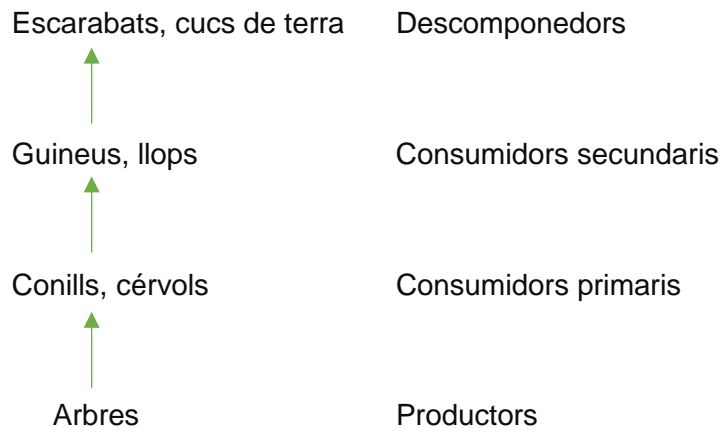 Escarabats, cucs de terra Descomponedors
Guineus, llops Consumidors secundaris
Conills, cérvols Consumidors primaris
Arbres Productors